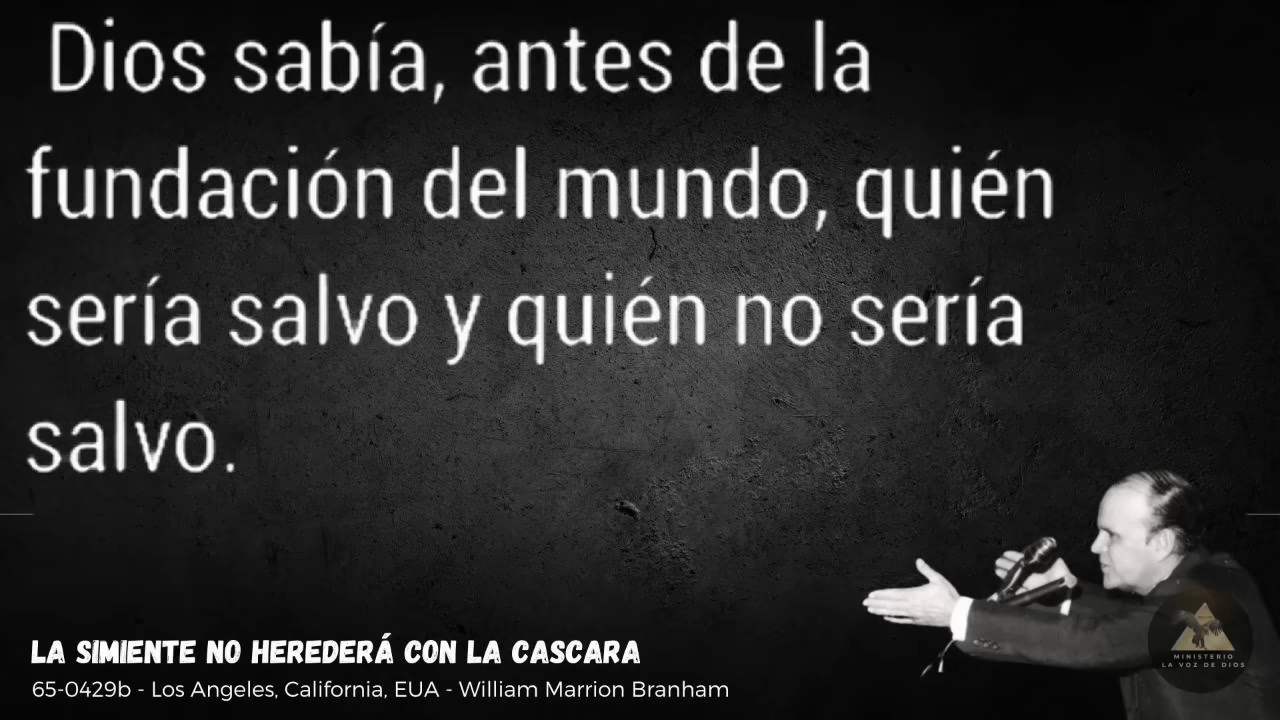 Dios sabía, antes de la
fundación del mundo, quién
sería salvo y quién no sería
salvo.
LA SIMIENTE NO HEREDERÁ CON LA CASCARA
65-0429b - Los Angeles, California, EUA - William Marrion Branham
MINISTERIO
LA VOZ DE DIOS